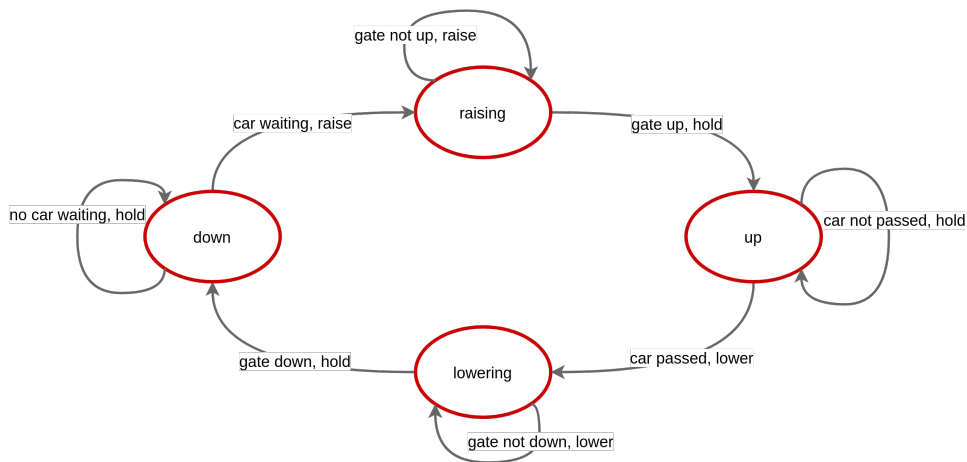 gate not up, raise
raising
car waiting, raise
gate up, hold
no car waiting, hold
down
up
car not passed, hold
gate down, hold
lowering
car passed, lower
gate not down, lower